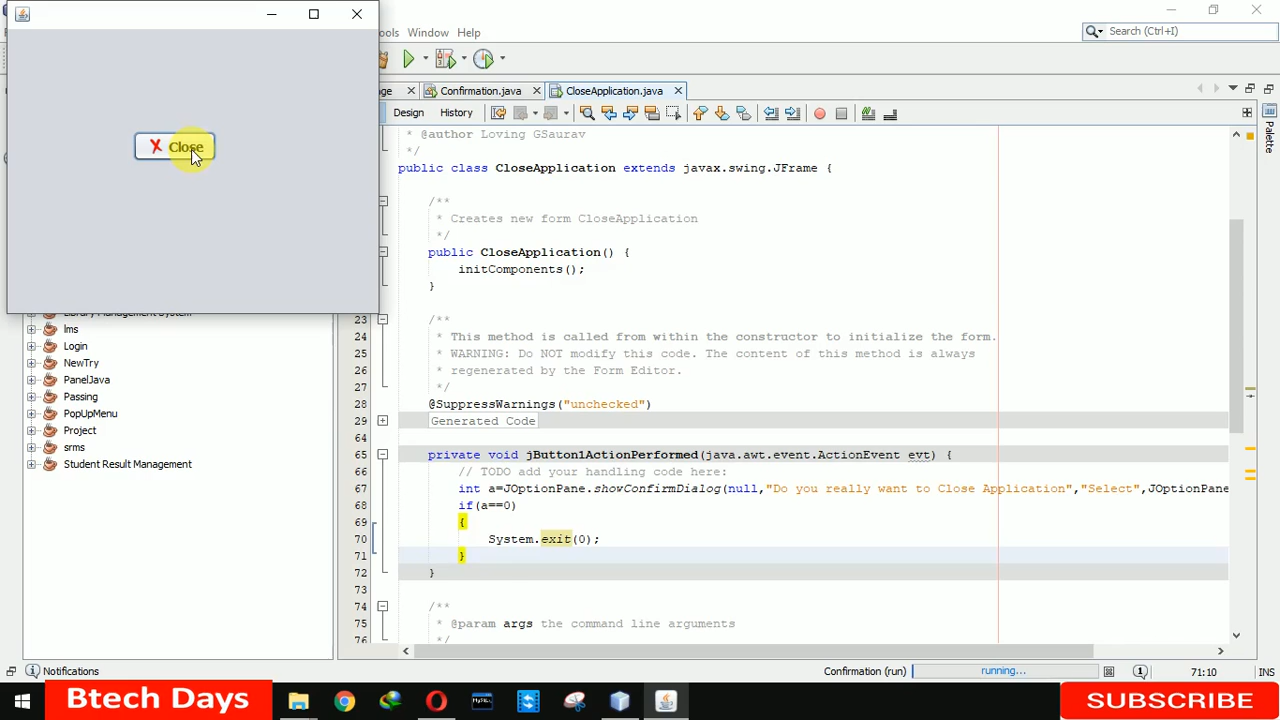 ools Window Help
Search (Ctrl+I)
ge Confirmation.java CloseApplication.java
Design History
X Close
* @author Loving GSaurav
*/
public class CloseApplication extends javax.swing.JFrame {
/**
* Creates new form CloseApplication
*/
public CloseApplication() {
initComponents();
}
23 /**
24 * This method is called from within the constructor to initialize the form.
25 * WARNING: Do NOT modify this code. The content of this method is always
26 * regenerated by the Form Editor.
27 */
28 @SuppressWarnings("unchecked")
29 Generated Code
64
65 private void jButton1ActionPerformed(java.awt.event.ActionEvent evt) {
66 // TODO add your handling code here:
67 int a=JOptionPane.showConfirmDialog(null,"Do you really want to Close Application","Select",JOptionPane
68 if(a==0)
69 {
70 System.exit(0);
71 }
72 }
73
74 /**
75 * @param args the command line arguments
76 */
Library Management System
lms
Login
NewTry
PanelJava
Passing
PopUpMenu
Project
srms
Student Result Management
Palette
Notifications
Confirmation (run) running... 1 71:10 INS
Btech Days
SUBSCRIBE